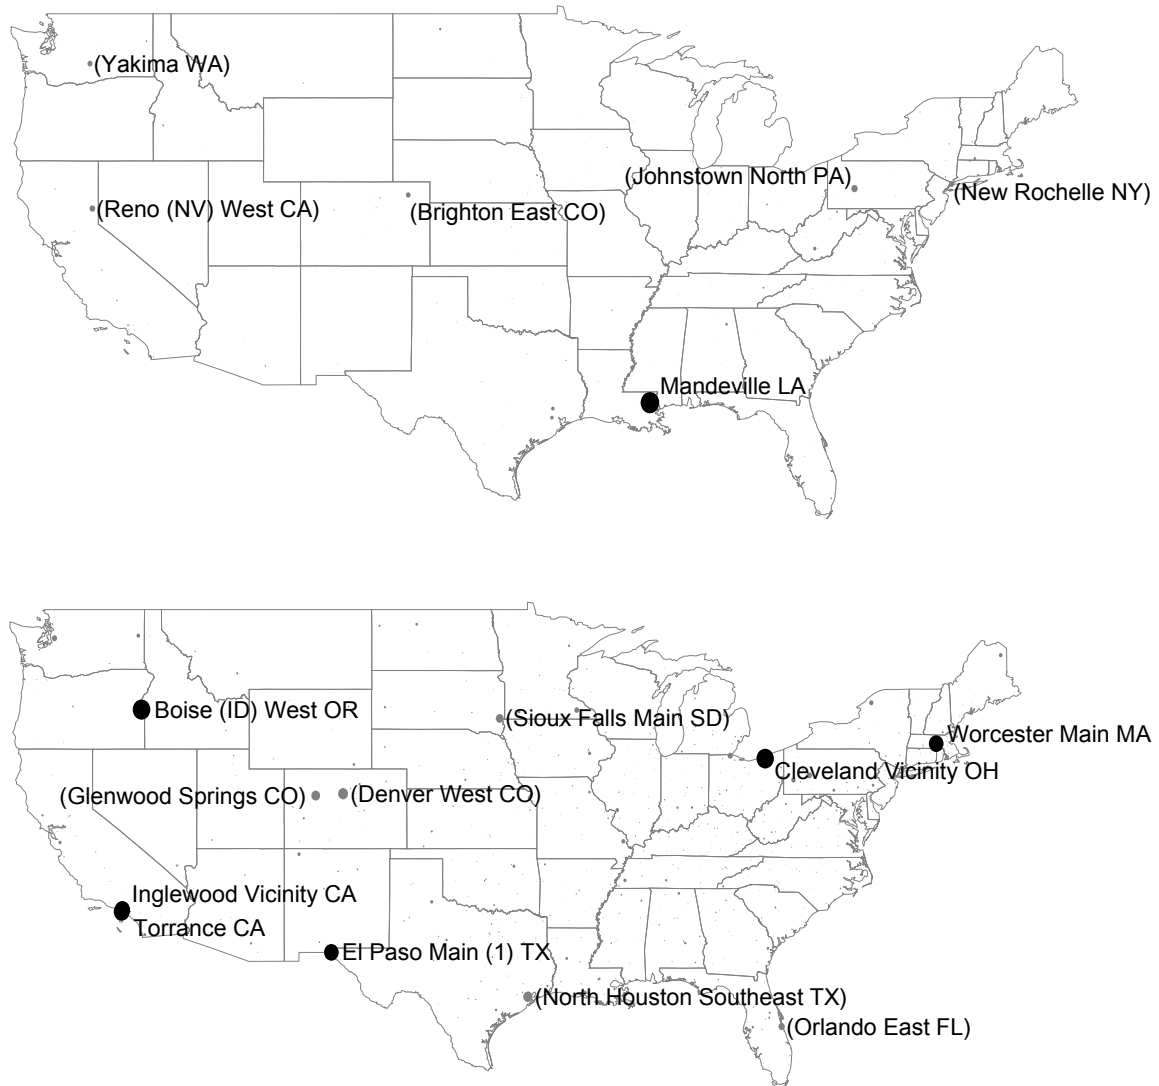 (Yakima WA)
(Johnstown North PA)
(New Rochelle NY)
(Reno (NV) West CA)
(Brighton East CO)
Mandeville LA
Boise (ID) West OR
(Sioux Falls Main SD)
Worcester Main MA
Cleveland Vicinity OH
(Glenwood Springs CO)
(Denver West CO)
Inglewood Vicinity CA
Torrance CA
El Paso Main (1) TX
(North Houston Southeast TX)
(Orlando East FL)